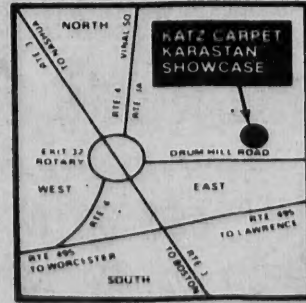 NORTH
RTE 3
TO NASHUA
VINAL SQ
RTE 4
RTE 3A
KATZ CARPET
KARASTAN
SHOWCASE
EXIT 32
ROTARY
DRUM HILL ROAD
WEST
EAST
RTE 4
RTE 495
TO WORCESTER
RTE 495
TO LAWRENCE
RTE 3
TO BOSTON
SOUTH